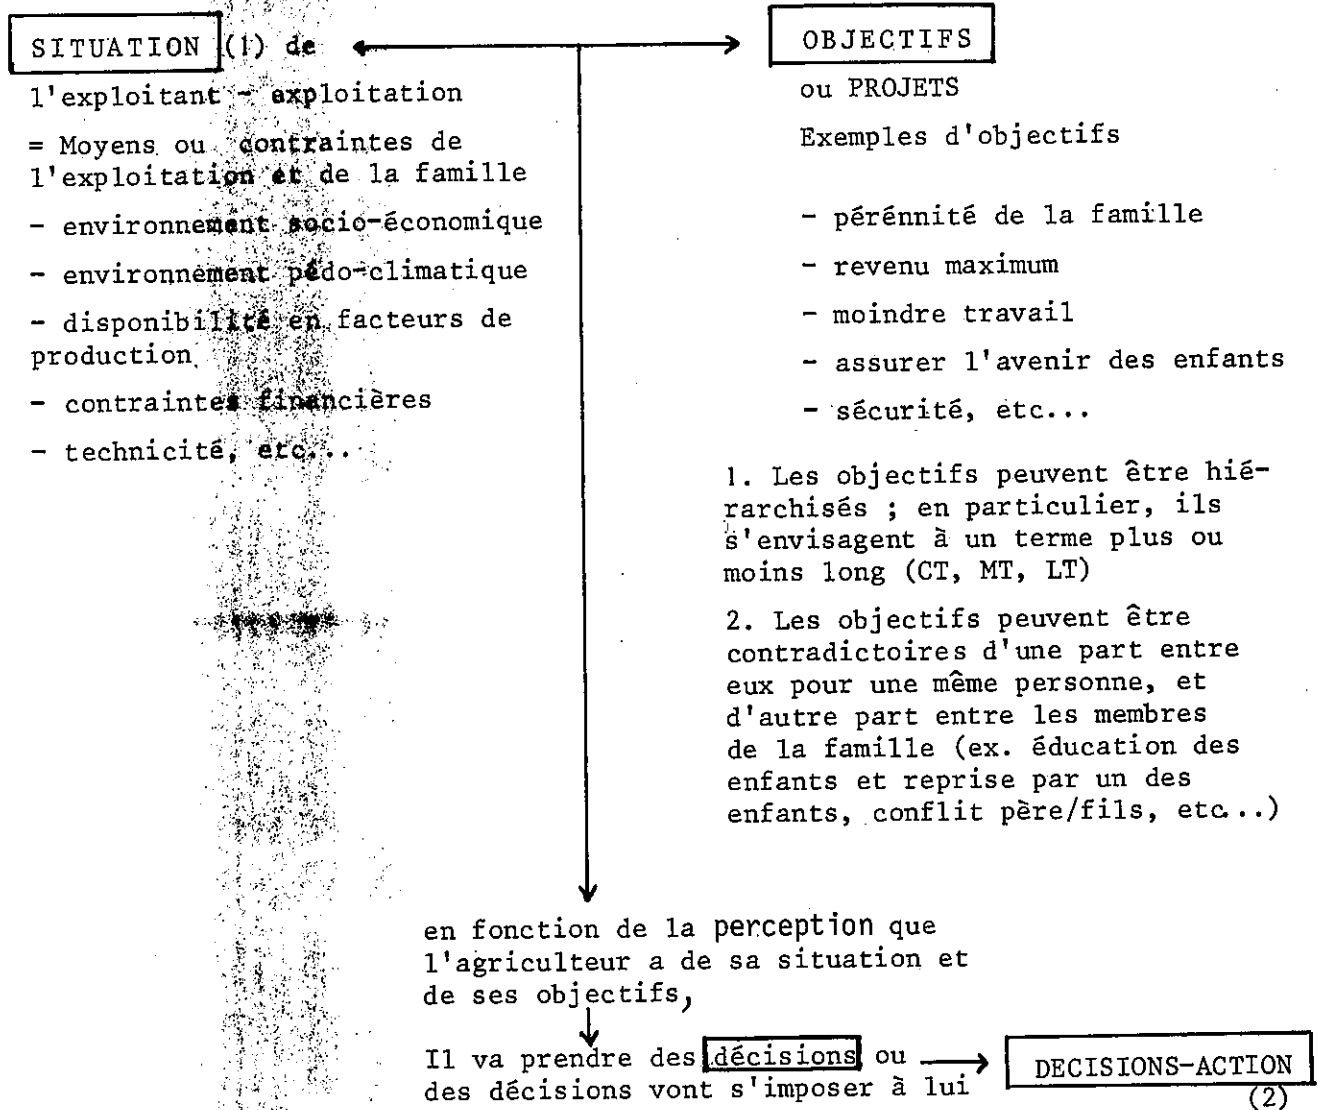 SITUATION (1) de
l'exploitant - exploitation
= Moyens ou contraintes de
l'exploitation et de la famille
- environnement socio-économique
- environnement pédo-climatique
- disponibilité en facteurs de
production
- contraintes financières
- technicité, etc...
OBJECTIFS
ou PROJETS
Exemples d'objectifs
- pérénnité de la famille
- revenu maximum
- moindre travail
- assurer l'avenir des enfants
- sécurité, etc...
1. Les objectifs peuvent être hié-
rarchisés ; en particulier, ils
s'envisagent à un terme plus ou
moins long (CT, MT, LT)
2. Les objectifs peuvent être
contradictoires d'une part entre
eux pour une même personne, et
d'autre part entre les membres
de la famille (ex. éducation des
enfants et reprise par un des
enfants, conflit père/fils, etc...)
en fonction de la perception que
l'agriculteur a de sa situation et
de ses objectifs,
Il va prendre des décisions ou
des décisions vont s'imposer à lui
DECISIONS-ACTION
(2)